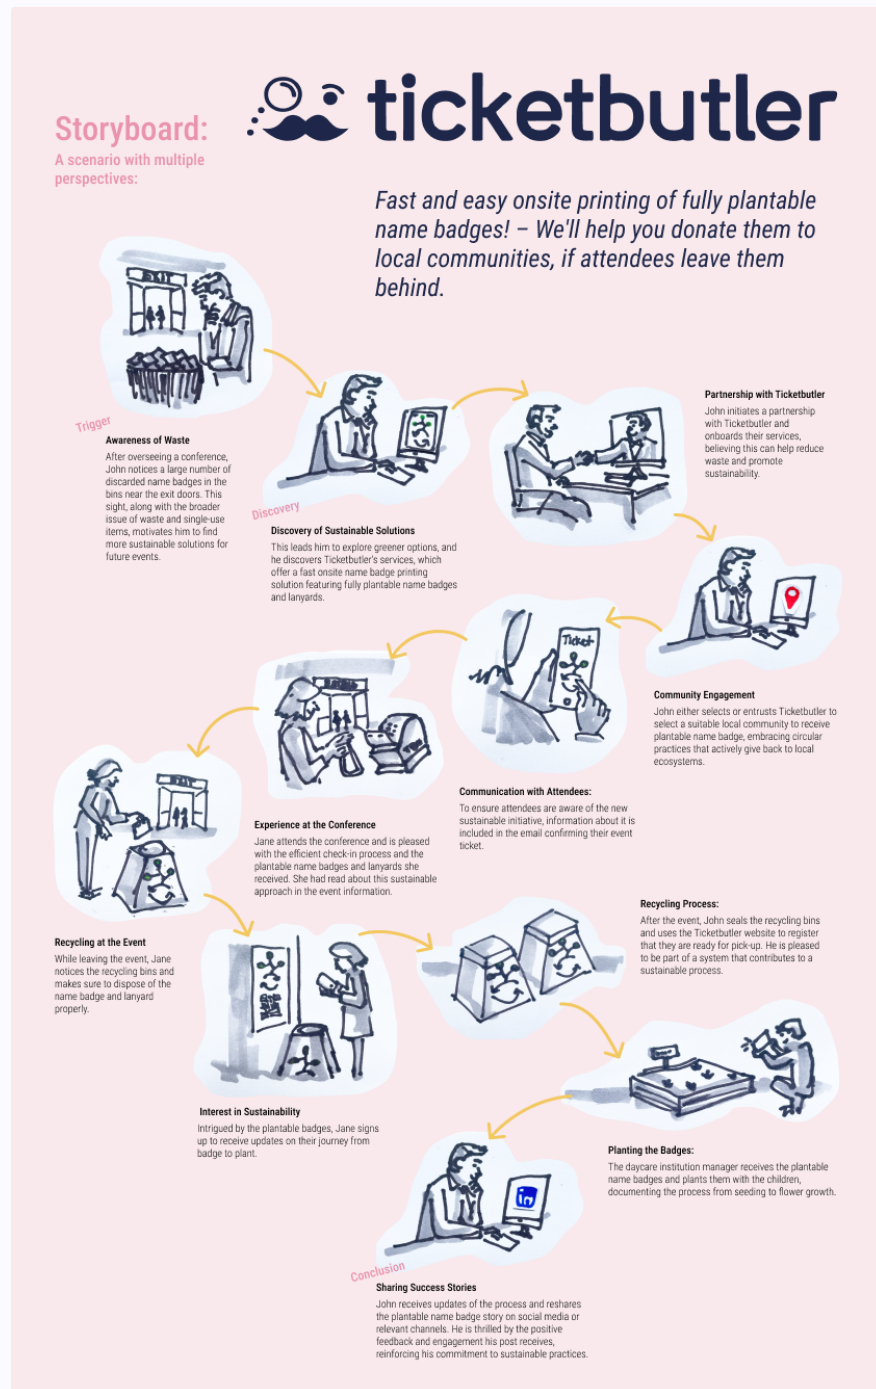 ticketbutler
Storyboard:
A scenario with multiple
perspectives:
Fast and easy onsite printing of fully plantable
name badges! – We'll help you donate them to
local communities, if attendees leave them
behind.
EXIT
Trigger
Awareness of Waste
After overseeing a conference,
John notices a large number of
discarded name badges in the
bins near the exit doors. This
sight, along with the broader
issue of waste and single-use
items, motivates him to find
more sustainable solutions for
future events.
Discovery
Discovery of Sustainable Solutions
This leads him to explore greener options, and
he discovers Ticketbutler's services, which
offer a fast onsite name badge printing
solution featuring fully plantable name badges
and lanyards.
Partnership with Ticketbutler
John initiates a partnership
with Ticketbutler and
onboards their services,
believing this can help reduce
waste and promote
sustainability.
Community Engagement
John either selects or entrusts Ticketbutler to
select a suitable local community to receive
plantable name badge, embracing circular
practices that actively give back to local
ecosystems.
Ticket
Communication with Attendees:
To ensure attendees are aware of the new
sustainable initiative, information about it is
included in the email confirming their event
ticket.
Experience at the Conference
Jane attends the conference and is pleased
with the efficient check-in process and the
plantable name badges and lanyards she
received. She had read about this sustainable
approach in the event information.
EXIT
Recycling at the Event
While leaving the event, Jane
notices the recycling bins and
makes sure to dispose of the
name badge and lanyard
properly.
Interest in Sustainability
Intrigued by the plantable badges, Jane signs
up to receive updates on their journey from
badge to plant.
Recycling Process:
After the event, John seals the recycling bins
and uses the Ticketbutler website to register
that they are ready for pick-up. He is pleased
to be part of a system that contributes to a
sustainable process.
Planting the Badges:
The daycare institution manager receives the plantable
name badges and plants them with the children,
documenting the process from seeding to flower growth.
in
Conclusion
Sharing Success Stories
John receives updates of the process and reshares
the plantable name badge story on social media or
relevant channels. He is thrilled by the positive
feedback and engagement his post receives,
reinforcing his commitment to sustainable practices.